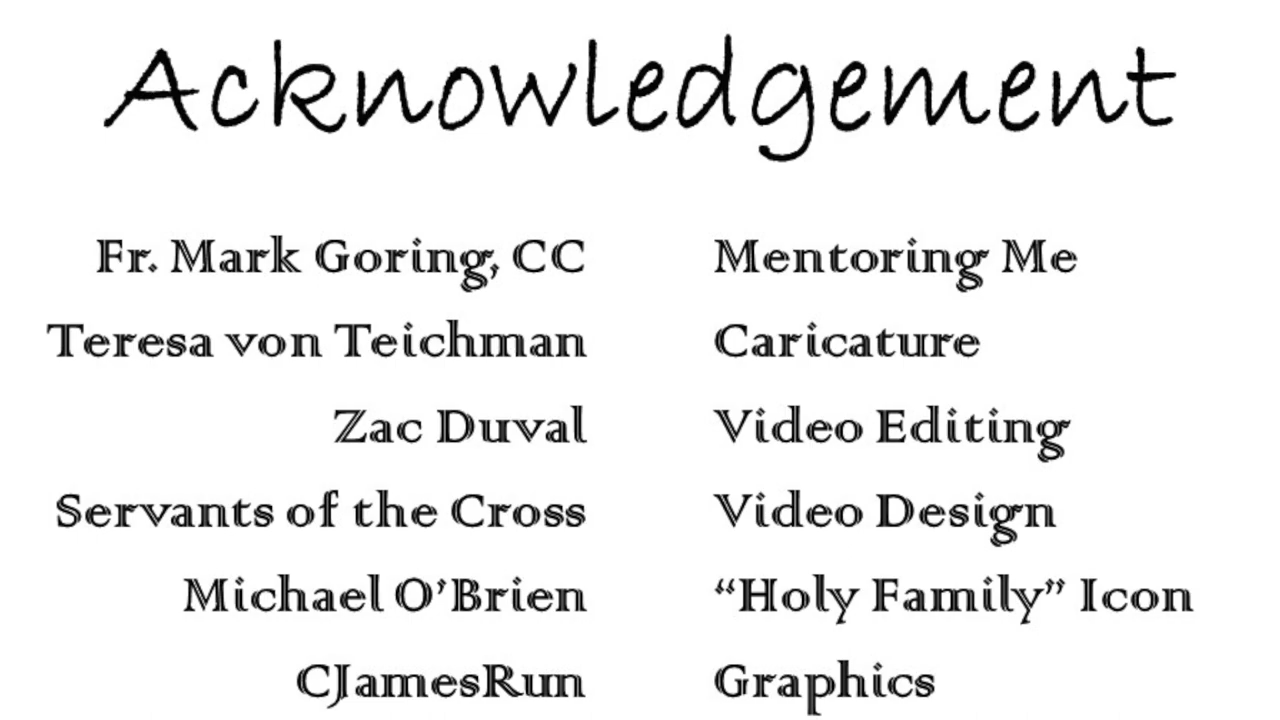 Acknowledgement
Fr. Mark Goring, CC Mentoring Me
Teresa von Teichman Caricature
Zac Duval Video Editing
Servants of the Cross Video Design
Michael O’Brien “Holy Family” Icon
CJamesRun Graphics